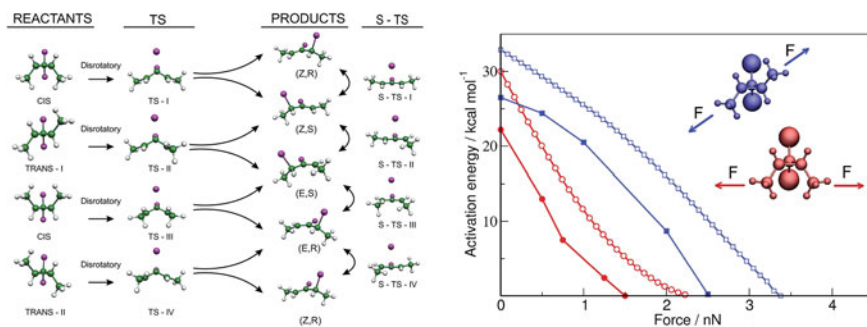 REACTANTS TS PRODUCTS S - TS
Disrotatory
CIS
TS - I
(Z,R)
S - TS - I
Disrotatory
TRANS - I
TS - II
(Z,S)
S - TS - II
Disrotatory
CIS
TS - III
(E,S)
S - TS - III
Disrotatory
TRANS - II
TS - IV
(E,R)
S - TS - IV
(Z,R)
Activation energy / kcal mol⁻¹
30
20
10
0
0 1 2 3 4
Force / nN
F
F
F F